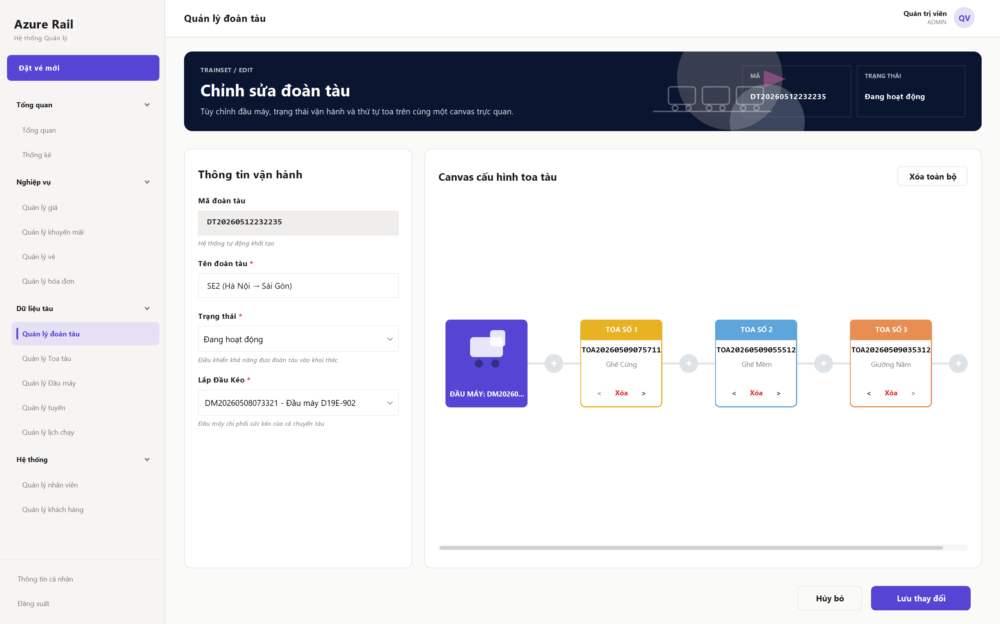 Azure Rail
Hệ thống Quản lý
Đặt vé mới
Tổng quan
Tổng quan
Thống kê
Nghiệp vụ
Quản lý giá
Quản lý khuyến mãi
Quản lý vé
Quản lý hóa đơn
Dữ liệu tàu
Quản lý đoàn tàu
Quản lý Toa tàu
Quản lý Đầu máy
Quản lý tuyến
Quản lý lịch chạy
Hệ thống
Quản lý nhân viên
Quản lý khách hàng
Thông tin cá nhân
Đăng xuất
Quản lý đoàn tàu
Quản trị viên
ADMIN
QV
TRAINSET / EDIT
Chỉnh sửa đoàn tàu
Tùy chỉnh đầu máy, trạng thái vận hành và thứ tự toa trên cùng một canvas trực quan.
MÃ
DT20260512232235
TRẠNG THÁI
Đang hoạt động
Thông tin vận hành
Mã đoàn tàu
DT20260512232235
Hệ thống tự động khởi tạo
Tên đoàn tàu *
SE2 (Hà Nội → Sài Gòn)
Trạng thái *
Đang hoạt động
Điều khiển khả năng đưa đoàn tàu vào khai thác
Lắp Đầu Kéo *
DM20260508073321 - Đầu máy D19E-902
Đầu máy chi phối sức kéo của cả chuyến tàu
Canvas cấu hình toa tàu
Xóa toàn bộ
ĐẦU MÁY: DM20260...
+
TOA SỐ 1
TOA20260509075711
Ghế Cứng
< Xóa >
+
TOA SỐ 2
TOA20260509055512
Ghế Mềm
< Xóa >
+
TOA SỐ 3
TOA20260509035312
Giường Nằm
< Xóa >
+
Hủy bỏ
Lưu thay đổi